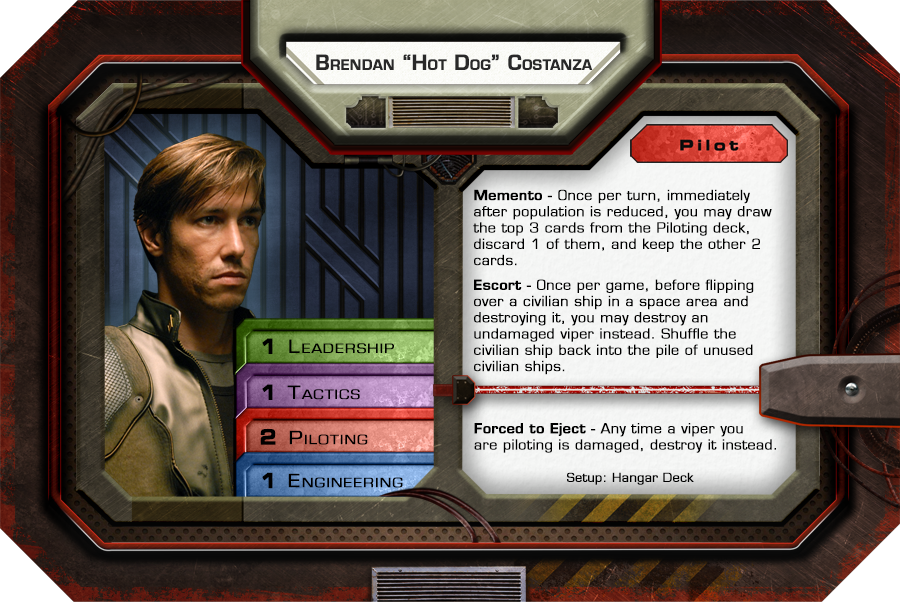 Brendan “Hot Dog” Costanza
Pilot
Memento - Once per turn, immediately
after population is reduced, you may draw
the top 3 cards from the Piloting deck,
discard 1 of them, and keep the other 2
cards.
Escort - Once per game, before flipping
over a civilian ship in a space area and
destroying it, you may destroy an
undamaged viper instead. Shuffle the
civilian ship back into the pile of unused
civilian ships.
1 Leadership
1 Tactics
2 Piloting
1 Engineering
Forced to Eject - Any time a viper you
are piloting is damaged, destroy it instead.
Setup: Hangar Deck